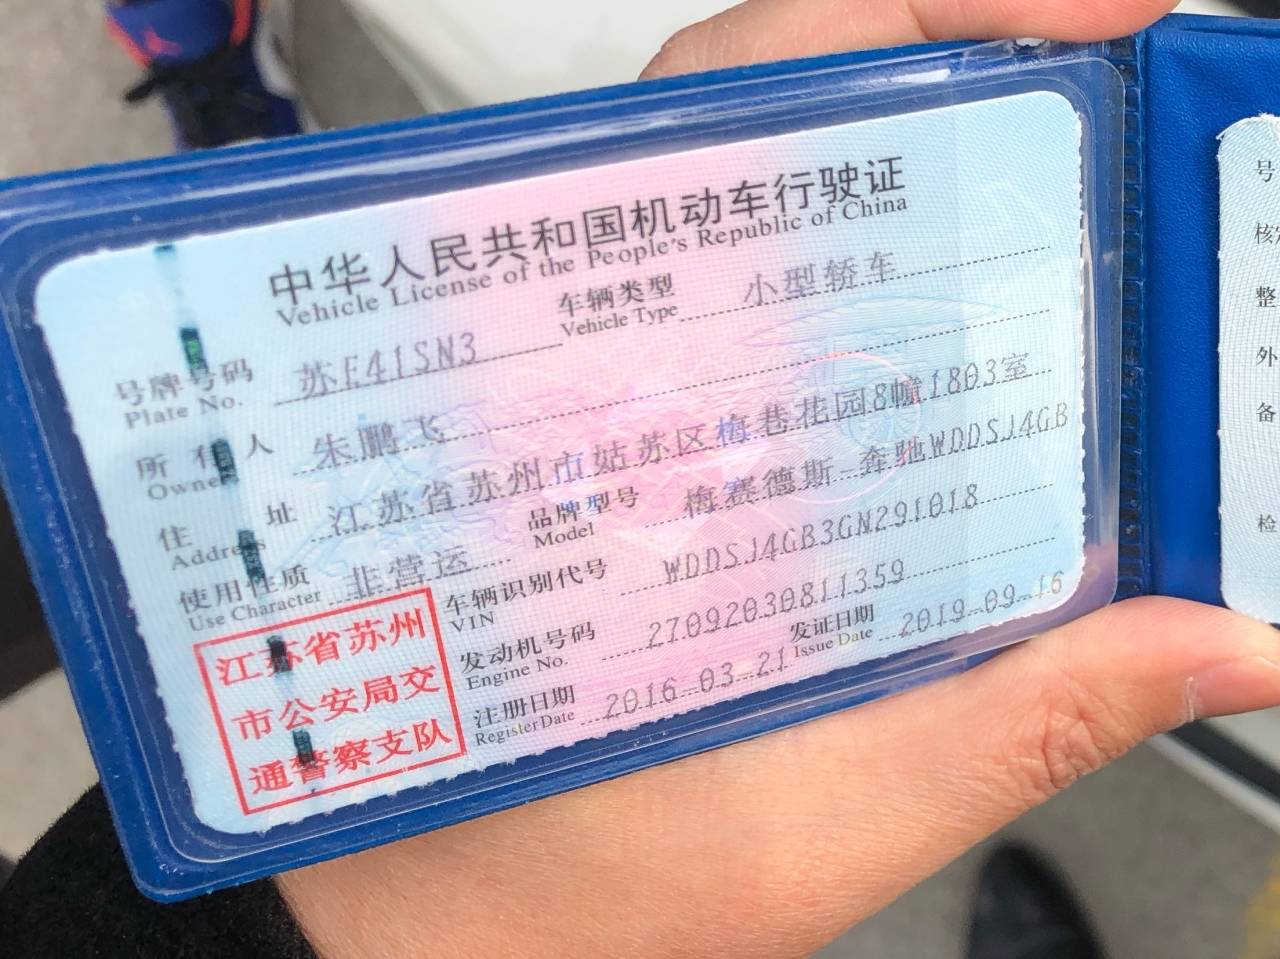 中华人民共和国机动车行驶证
Vehicle License of the People's Republic of China
号牌号码 苏E41SN3 车辆类型 小型轿车
Plate No. Vehicle Type
所有人 朱鹏飞
Owner
住址 江苏省苏州市姑苏区梅巷花园8幢1803室
Address
使用性质 非营运 品牌型号 梅赛德斯-奔驰WDDSJ4GB
Use Character Model
车辆识别代号 WDDSJ4GB3GN291018
VIN
发动机号码 27092030811359
Engine No.
注册日期 2016-03-21 发证日期 2019-09-16
Register Date Issue Date
江苏省苏州
市公安局交
通警察支队
号
核定
整
外
备
检